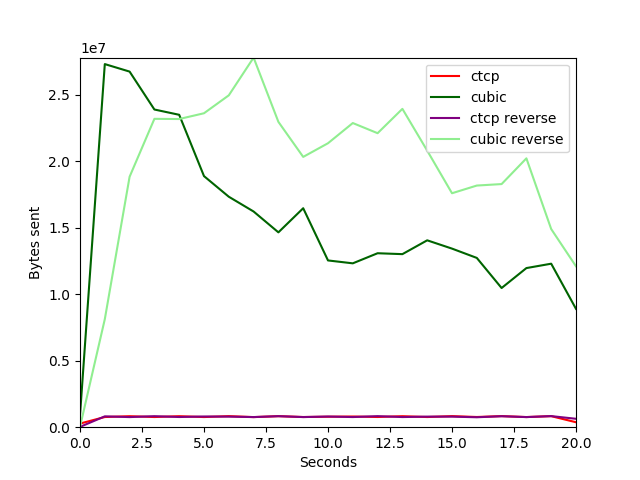 1e7
ctcp
cubic
ctcp reverse
cubic reverse
2.5
2.0
1.5
1.0
0.5
0.0
Bytes sent
0.0 2.5 5.0 7.5 10.0 12.5 15.0 17.5 20.0
Seconds